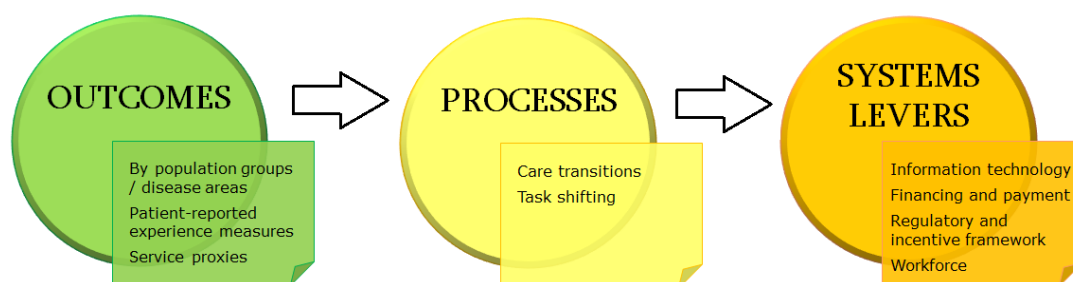 OUTCOMES
By population groups
/ disease areas
Patient-reported
experience measures
Service proxies
PROCESSES
Care transitions
Task shifting
SYSTEMS
LEVERS
Information technology
Financing and payment
Regulatory and
incentive framework
Workforce